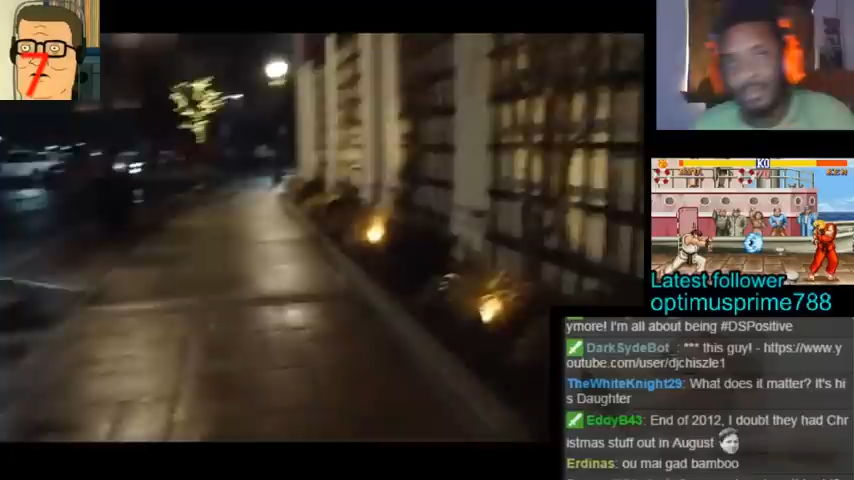 KO
KEN
Latest follower
optimusprime788
ymore! I'm all about being #DSPositive
DarkSydeBot_: *** this guy! - https://www.y
outube.com/user/djchiszle1
TheWhiteKnight29: What does it matter? It's hi
s Daughter
EddyB43: End of 2012, I doubt they had Chr
istmas stuff out in August
Erdinas: ou mai gad bamboo